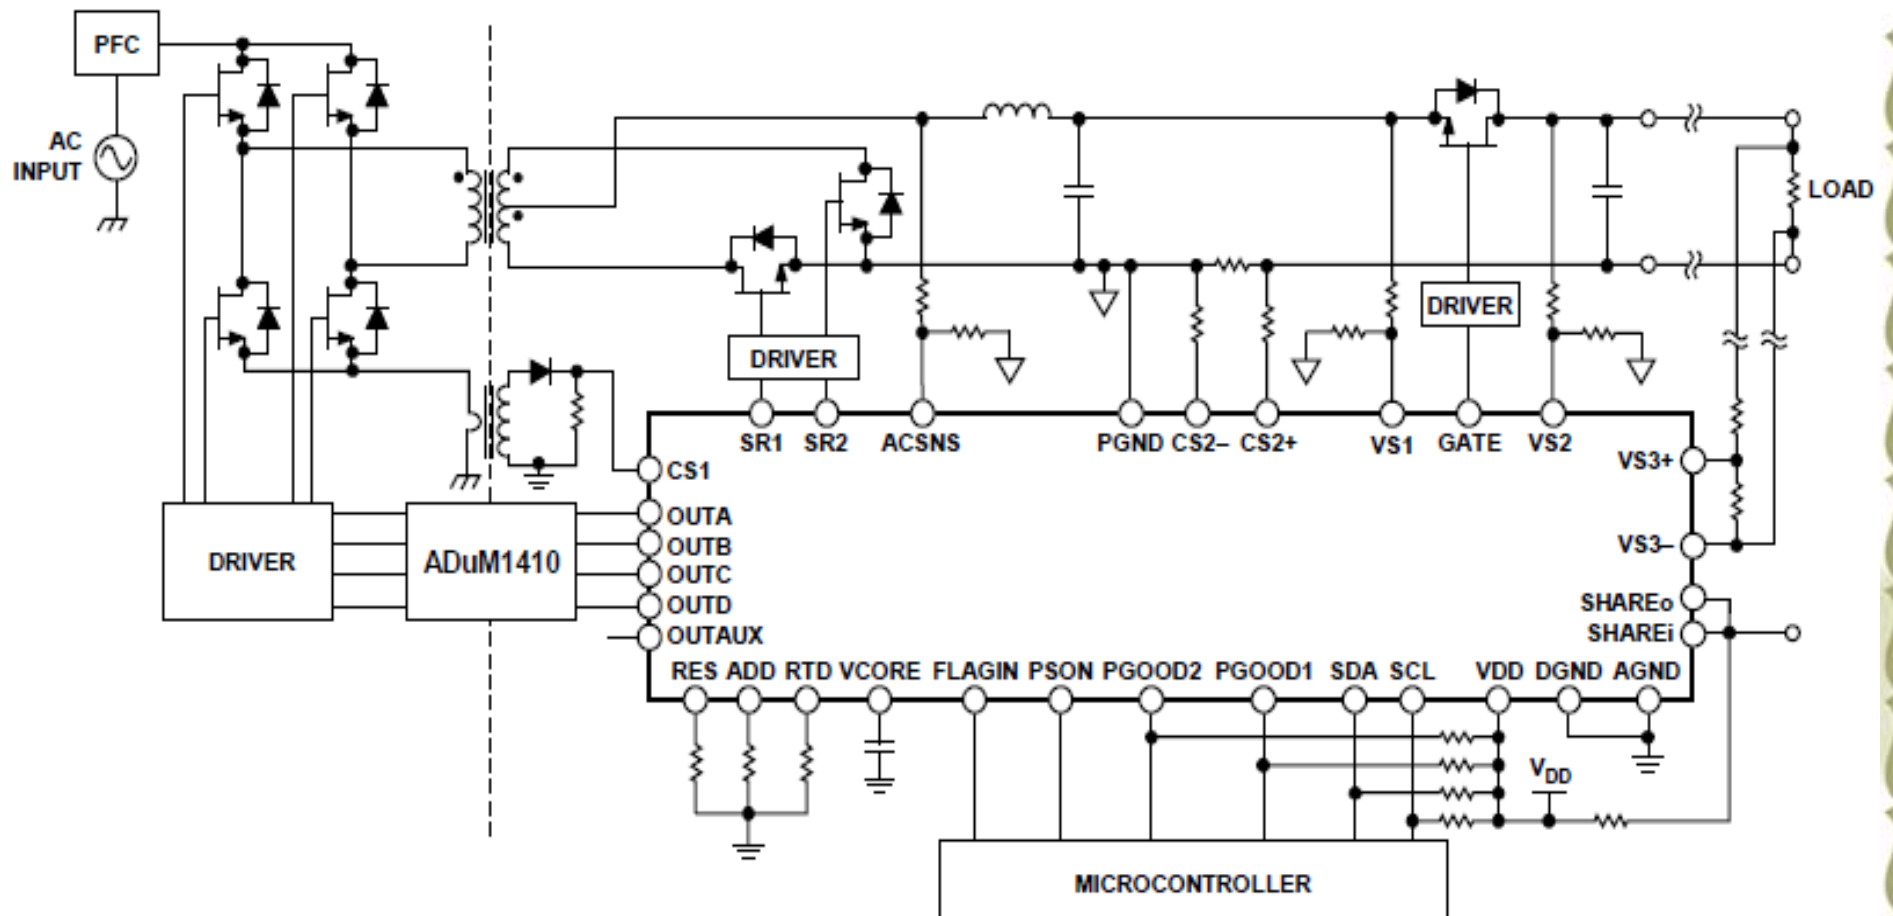 PFC
AC
INPUT
LOAD
DRIVER
DRIVER
SR1 SR2 ACSNS PGND CS2– CS2+ VS1 GATE VS2
CS1
VS3+
OUTA
OUTB
OUTC
OUTD
OUTAUX
VS3–
SHAREo
SHAREi
DRIVER
ADuM1410
RES ADD RTD VCORE FLAGIN PSON PGOOD2 PGOOD1 SDA SCL VDD DGND AGND
VDD
MICROCONTROLLER